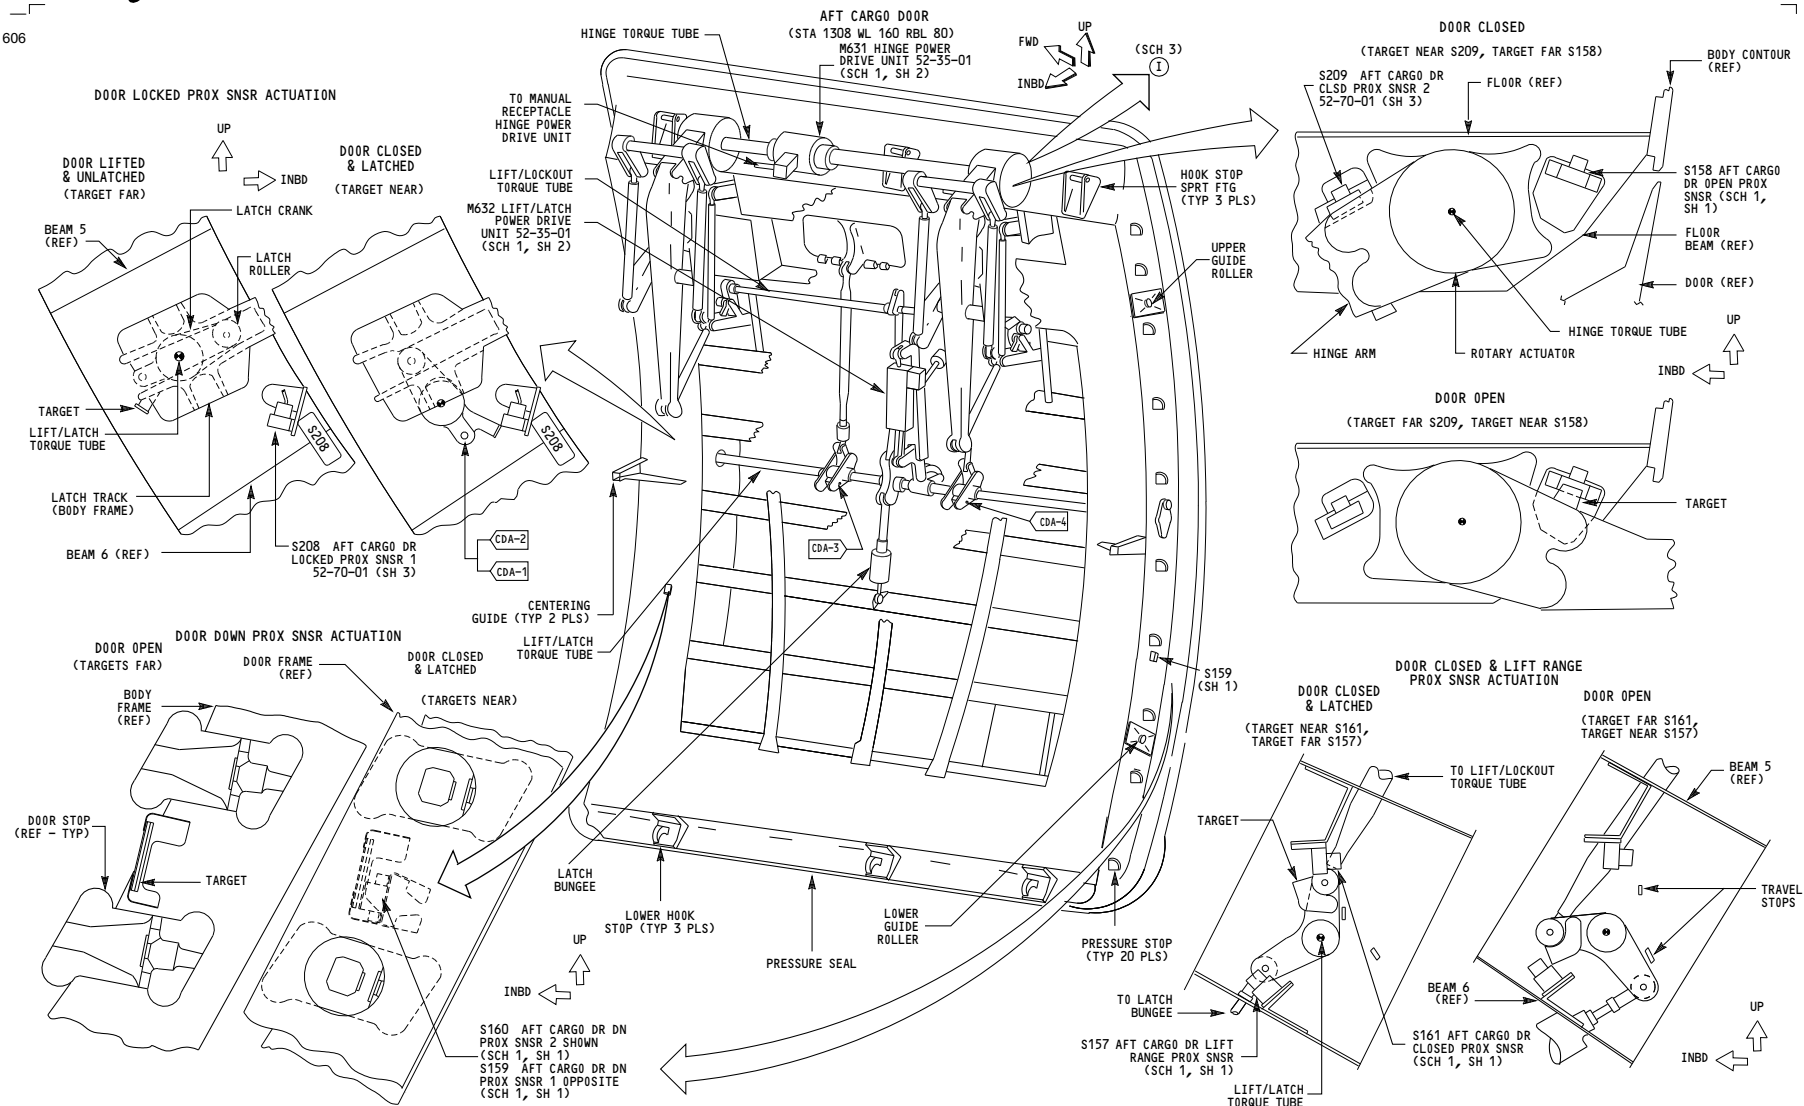 606
DOOR LOCKED PROX SNSR ACTUATION
UP
INBD
DOOR LIFTED
& UNLATCHED
(TARGET FAR)
DOOR CLOSED
& LATCHED
(TARGET NEAR)
LATCH CRANK
BEAM 5
(REF)
LATCH
ROLLER
TARGET
LIFT/LATCH
TORQUE TUBE
LATCH TRACK
(BODY FRAME)
BEAM 6 (REF)
S208
S208
S208 AFT CARGO DR
LOCKED PROX SNSR 1
52-70-01 (SH 3)
CDA-2
CDA-1
AFT CARGO DOOR
(STA 1308 WL 160 RBL 80)
HINGE TORQUE TUBE
M631 HINGE POWER
DRIVE UNIT 52-35-01
(SCH 1, SH 2)
FWD
UP
INBD
(SCH 3)
I
TO MANUAL
RECEPTACLE
HINGE POWER
DRIVE UNIT
LIFT/LOCKOUT
TORQUE TUBE
M632 LIFT/LATCH
POWER DRIVE
UNIT 52-35-01
(SCH 1, SH 2)
HOOK STOP
SPRT FTG
(TYP 3 PLS)
UPPER
GUIDE
ROLLER
CDA-3
CDA-4
CENTERING
GUIDE (TYP 2 PLS)
LIFT/LATCH
TORQUE TUBE
S159
(SH 1)
LATCH
BUNGEE
LOWER HOOK
STOP (TYP 3 PLS)
PRESSURE SEAL
LOWER
GUIDE
ROLLER
PRESSURE STOP
(TYP 20 PLS)
DOOR CLOSED
(TARGET NEAR S209, TARGET FAR S158)
BODY CONTOUR
(REF)
S209 AFT CARGO DR
CLSD PROX SNSR 2
52-70-01 (SH 3)
FLOOR (REF)
S158 AFT CARGO
DR OPEN PROX
SNSR (SCH 1,
SH 1)
FLOOR
BEAM (REF)
DOOR (REF)
HINGE TORQUE TUBE
HINGE ARM
ROTARY ACTUATOR
UP
INBD
DOOR OPEN
(TARGET FAR S209, TARGET NEAR S158)
TARGET
DOOR DOWN PROX SNSR ACTUATION
DOOR OPEN
(TARGETS FAR)
DOOR FRAME
(REF)
DOOR CLOSED
& LATCHED
(TARGETS NEAR)
BODY
FRAME
(REF)
DOOR STOP
(REF - TYP)
TARGET
UP
INBD
S160 AFT CARGO DR DN
PROX SNSR 2 SHOWN
(SCH 1, SH 1)
S159 AFT CARGO DR DN
PROX SNSR 1 OPPOSITE
(SCH 1, SH 1)
DOOR CLOSED & LIFT RANGE
PROX SNSR ACTUATION
DOOR CLOSED
& LATCHED
(TARGET NEAR S161,
TARGET FAR S157)
DOOR OPEN
(TARGET FAR S161,
TARGET NEAR S157)
TO LIFT/LOCKOUT
TORQUE TUBE
BEAM 5
(REF)
TARGET
TRAVEL
STOPS
TO LATCH
BUNGEE
BEAM 6
(REF)
S157 AFT CARGO DR LIFT
RANGE PROX SNSR
(SCH 1, SH 1)
S161 AFT CARGO DR
CLOSED PROX SNSR
(SCH 1, SH 1)
LIFT/LATCH
TORQUE TUBE
UP
INBD